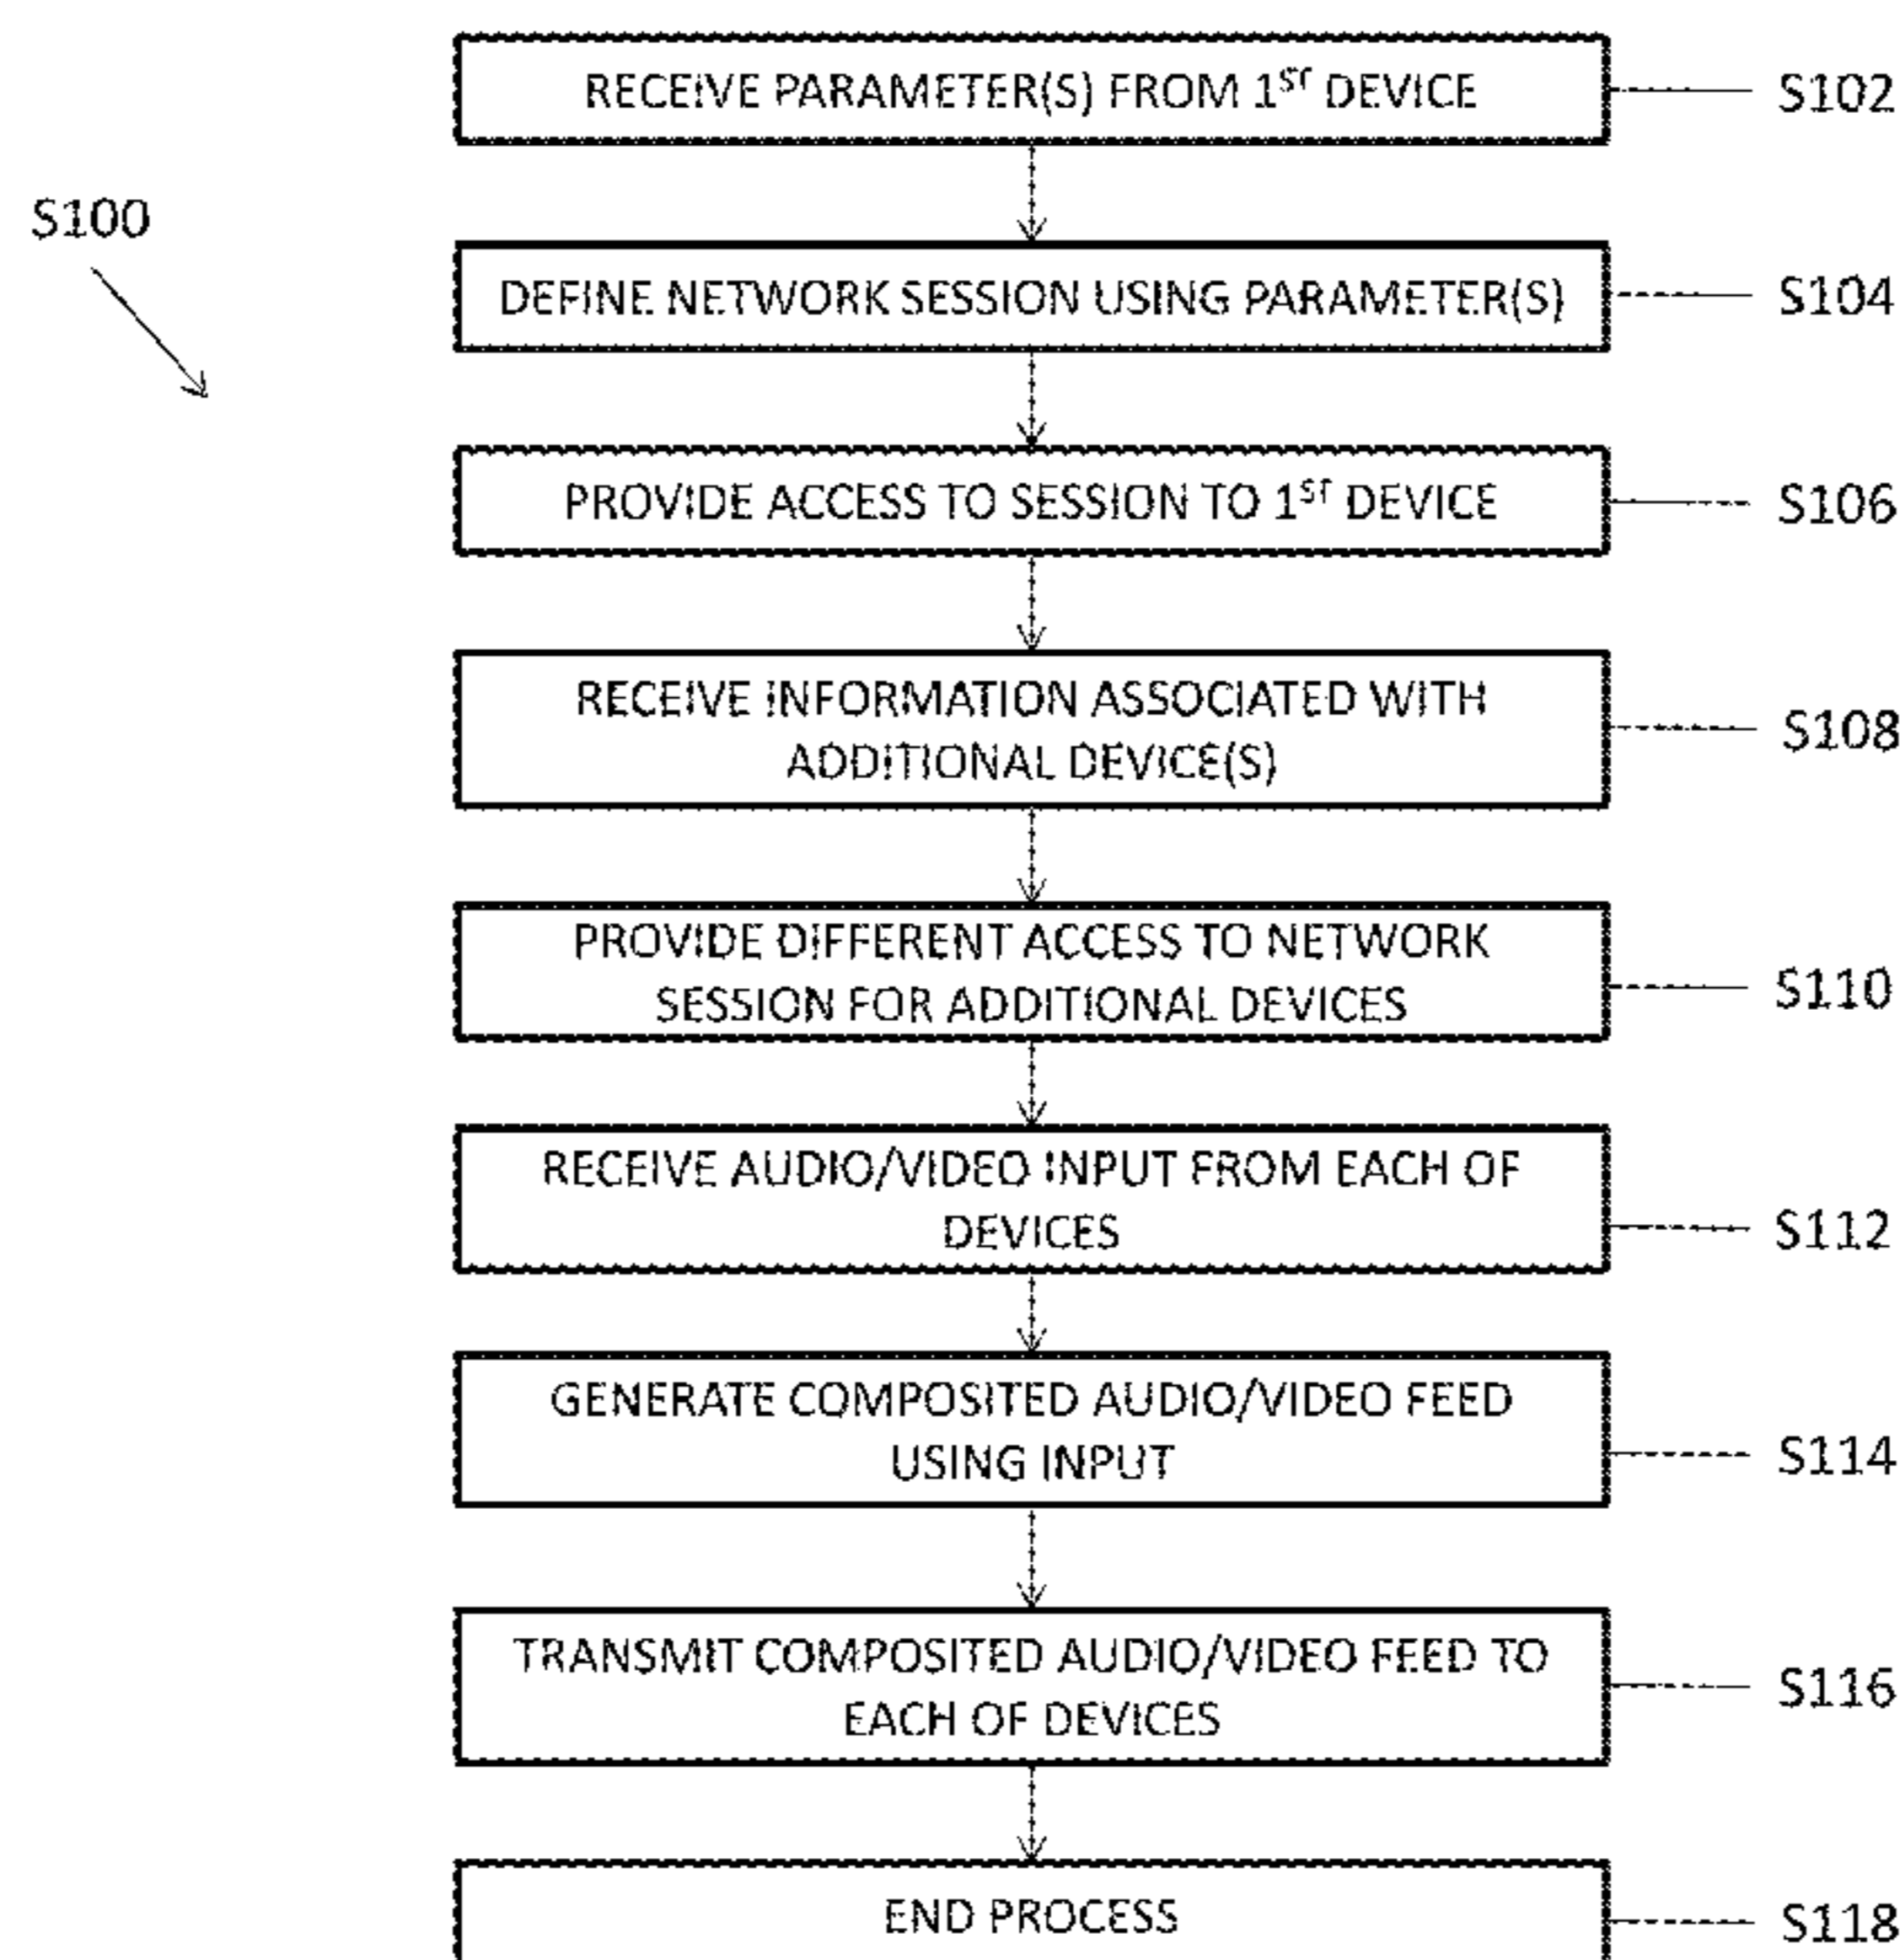 RECEIVE PARAMETER(S) FROM 1ST DEVICE
S102
S100
DEFINE NETWORK SESSION USING PARAMETER(S)
S104
PROVIDE ACCESS TO SESSION TO 1ST DEVICE
S106
RECEIVE INFORMATION ASSOCIATED WITH
ADDITIONAL DEVICE(S)
S108
PROVIDE DIFFERENT ACCESS TO NETWORK
SESSION FOR ADDITIONAL DEVICES
S110
RECEIVE AUDIO/VIDEO INPUT FROM EACH OF
DEVICES
S112
GENERATE COMPOSITED AUDIO/VIDEO FEED
USING INPUT
S114
TRANSMIT COMPOSITED AUDIO/VIDEO FEED TO
EACH OF DEVICES
S116
END PROCESS
S118